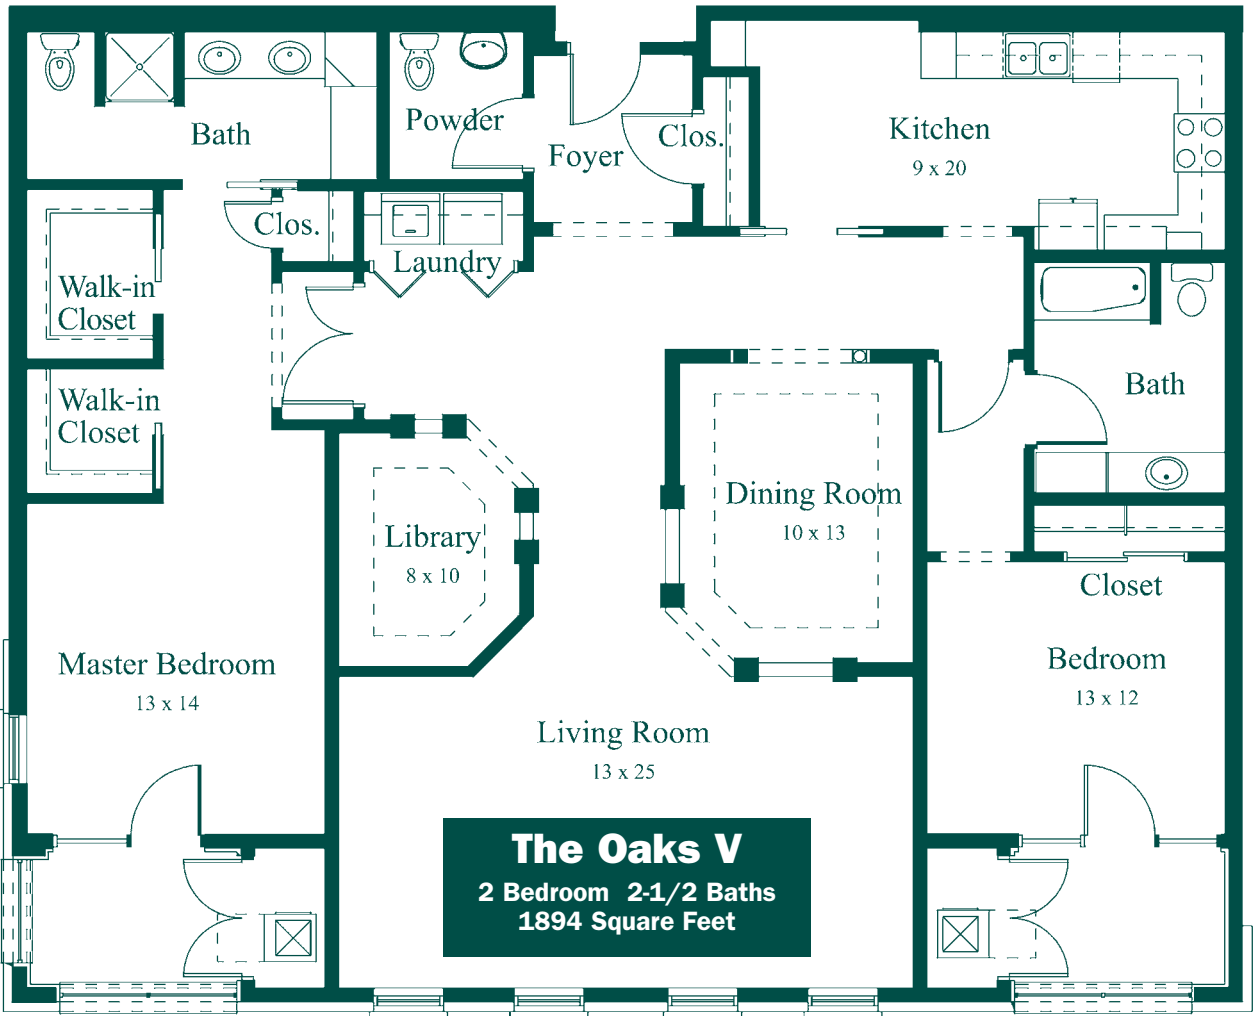 Bath
Powder
Foyer
Clos.
Kitchen
9 x 20
Clos.
Laundry
Walk-in
Closet
Walk-in
Closet
Bath
Library
8 x 10
Dining Room
10 x 13
Closet
Master Bedroom
13 x 14
Bedroom
13 x 12
Living Room
13 x 25
The Oaks V
2 Bedroom 2-1/2 Baths
1894 Square Feet